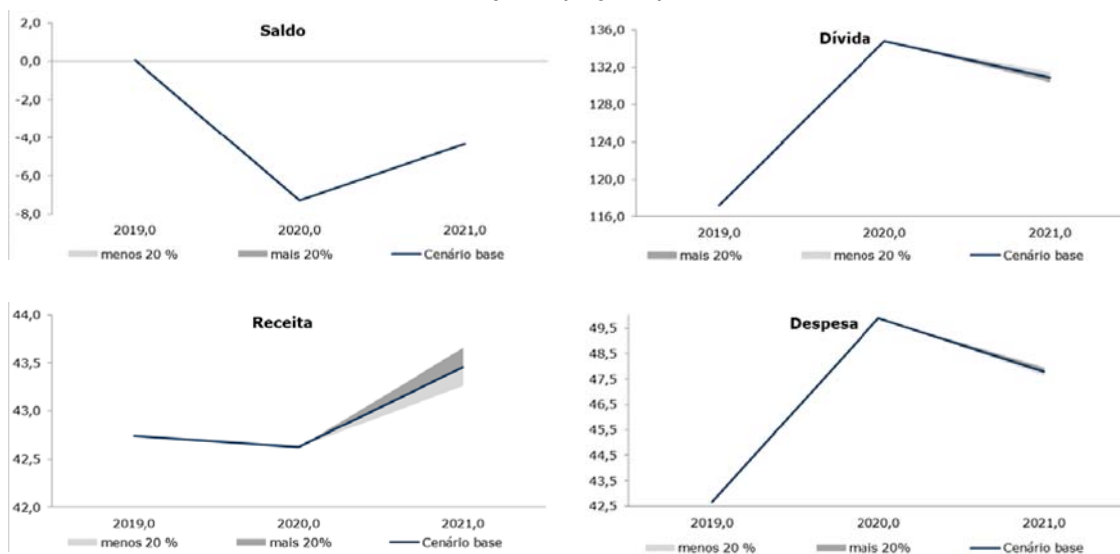 Saldo
2,0
0,0
-2,0
-4,0
-6,0
-8,0
2019,0 2020,0 2021,0
menos 20 % mais 20% Cenário base
Dívida
136,0
132,0
128,0
124,0
120,0
116,0
2019,0 2020,0 2021,0
mais 20% menos 20 % Cenário base
Receita
44,0
43,5
43,0
42,5
42,0
2019,0 2020,0 2021,0
menos 20 % mais 20% Cenário base
Despesa
49,5
48,5
47,5
46,5
45,5
44,5
43,5
42,5
2019,0 2020,0 2021,0
menos 20 % mais 20% Cenário base